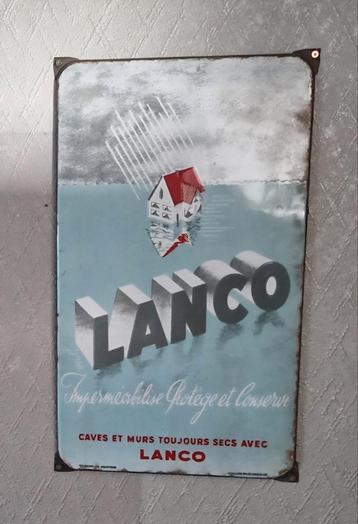 LANCO
Imperméabilise Protège et Conserve
CAVES ET MURS TOUJOURS SECS AVEC
LANCO